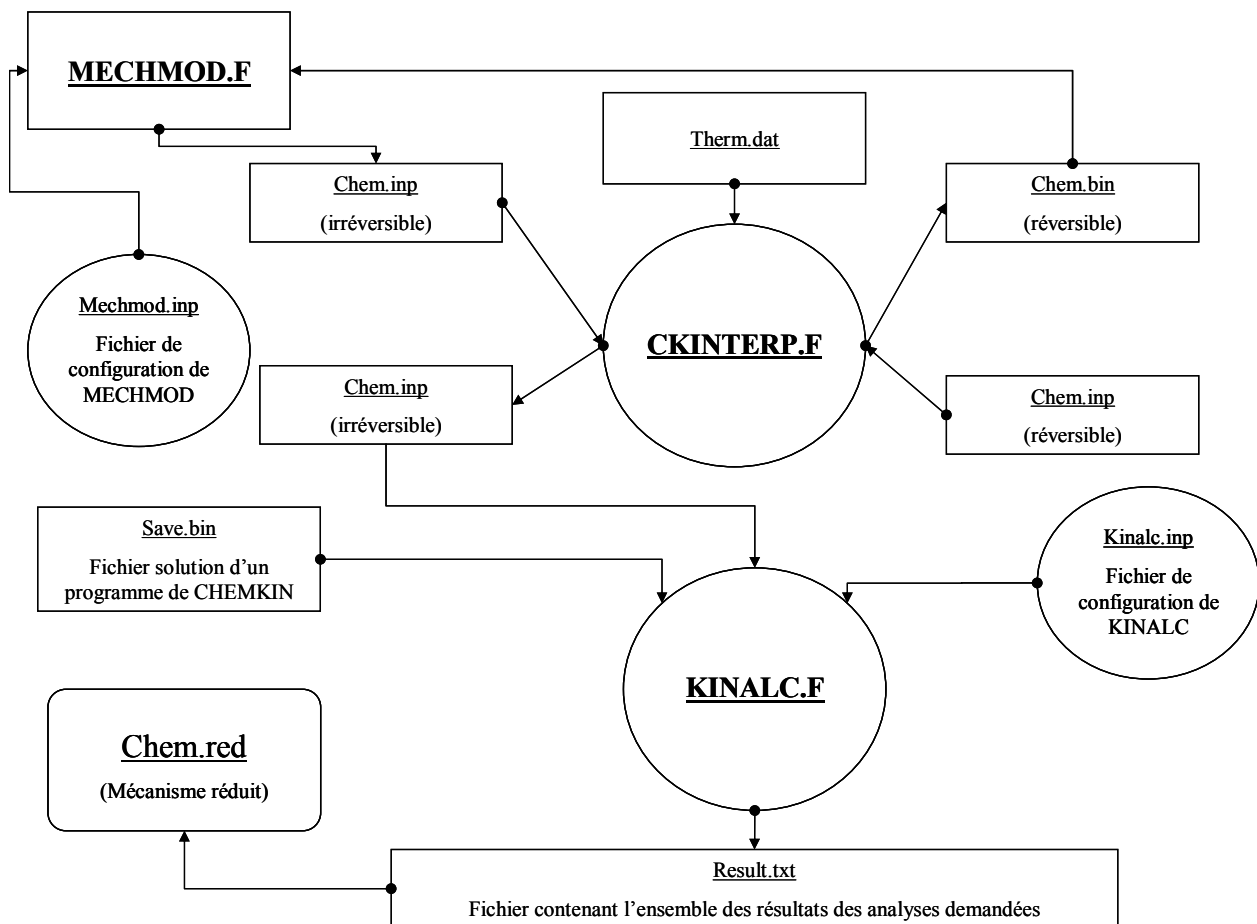 MECHMOD.F
Therm.dat
Chem.inp
(irréversible)
Chem.bin
(réversible)
Mechmod.inp
Fichier de
configuration de
MECHMOD
CKINTERP.F
Chem.inp
(irréversible)
Chem.inp
(réversible)
Save.bin
Fichier solution d’un
programme de CHEMKIN
Kinalc.inp
Fichier de
configuration de
KINALC
KINALC.F
Chem.red
(Mécanisme réduit)
Result.txt
Fichier contenant l’ensemble des résultats des analyses demandées